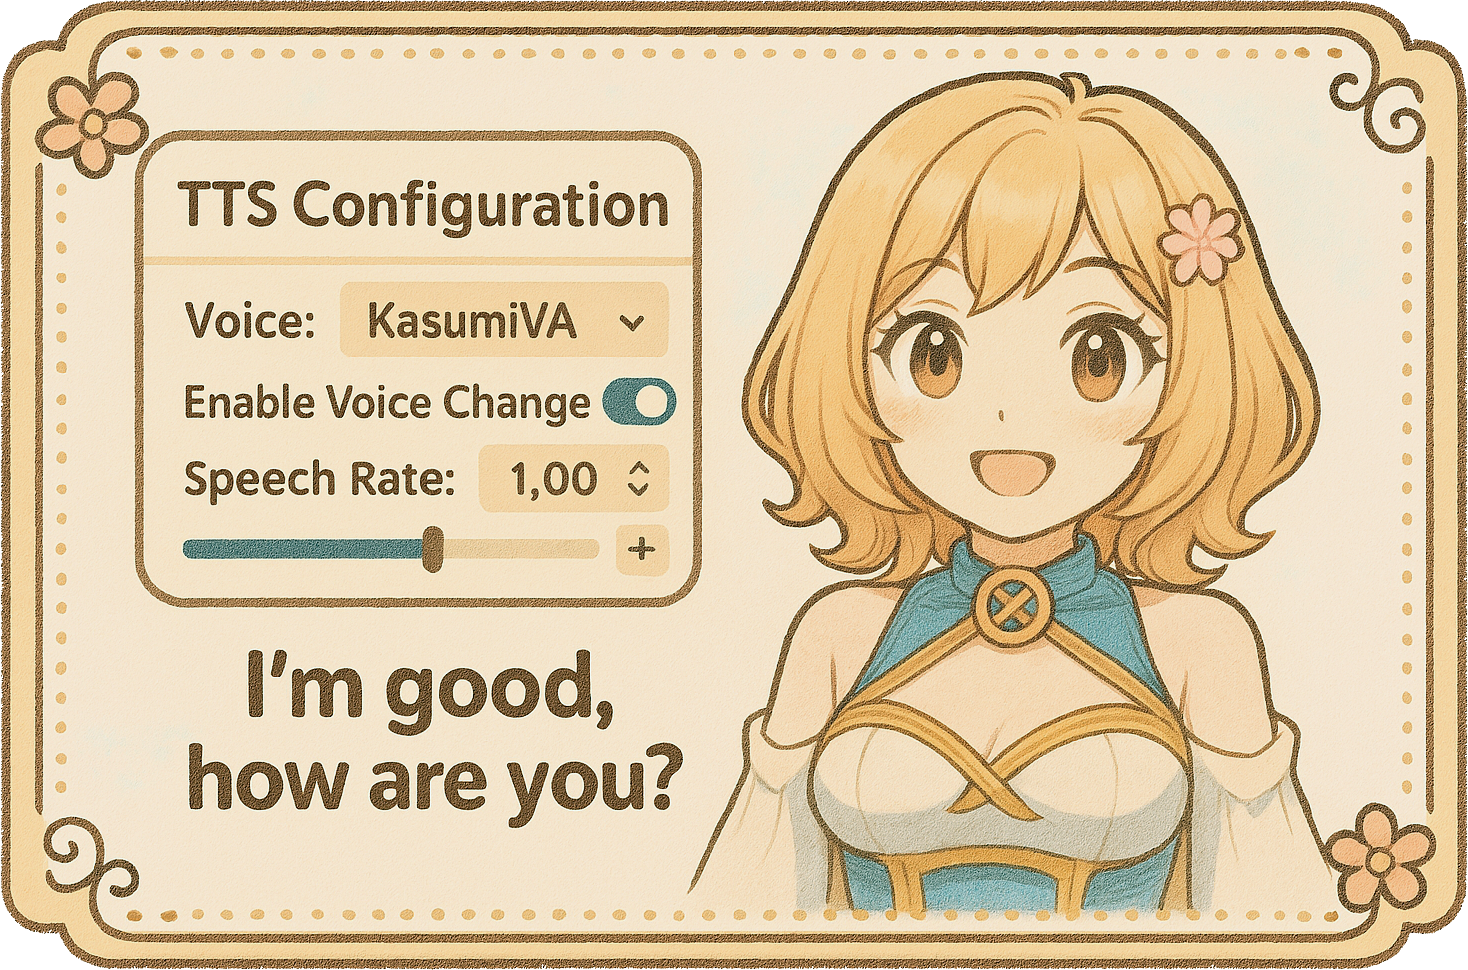 TTS Configuration
Voice: KasumiVA
Enable Voice Change
Speech Rate: 1,00
+
I'm good,
how are you?